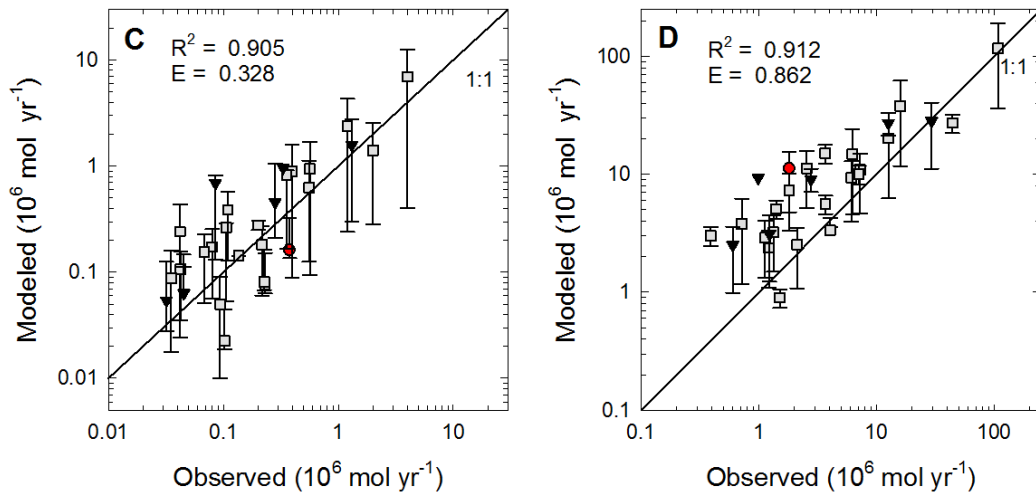 C
R² = 0.905
E = 0.328
1:1
10
1
0.1
0.01
0.01
0.1
1
10
Modeled (10⁶ mol yr⁻¹)
Observed (10⁶ mol yr⁻¹)
D
R² = 0.912
E = 0.862
1:1
100
10
1
0.1
0.1
1
10
100
Modeled (10⁶ mol yr⁻¹)
Observed (10⁶ mol yr⁻¹)